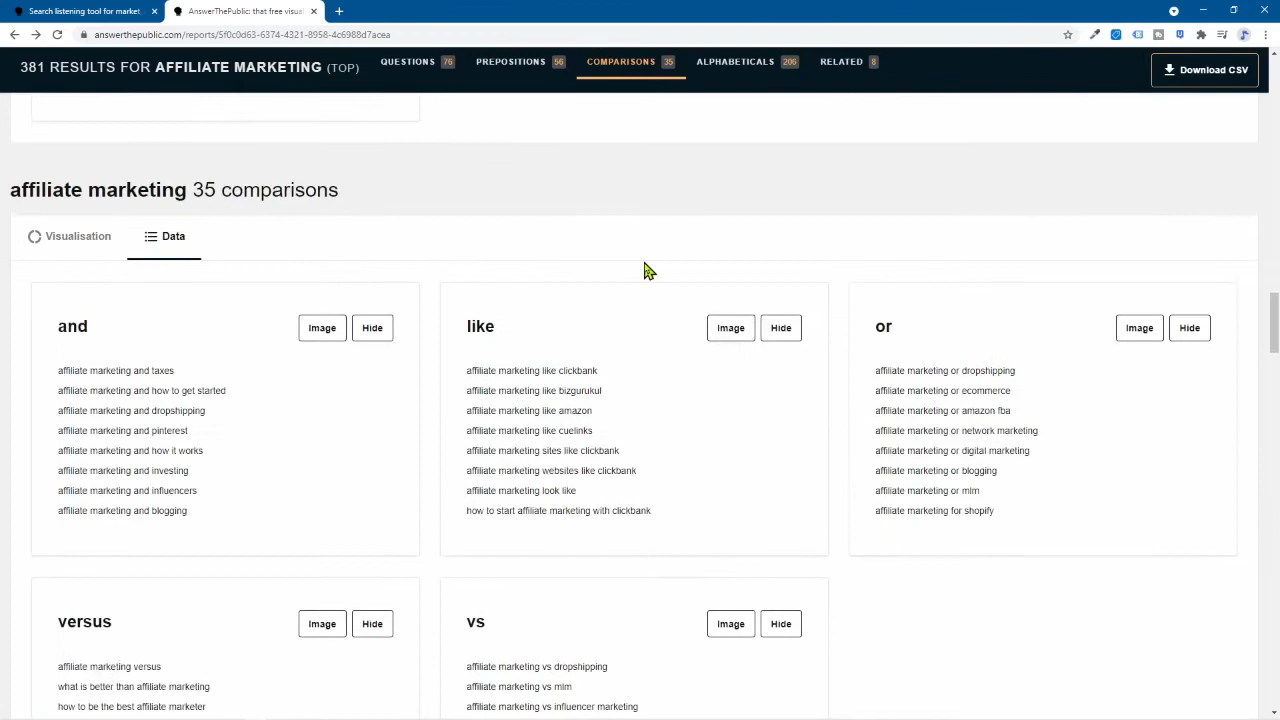 Search listening tool for market
AnswerThePublic: that free visua
answerthepublic.com/reports/5f0c0d63-6374-4321-8958-4c6988d7acea
381 RESULTS FOR AFFILIATE MARKETING (TOP)
QUESTIONS 76
PREPOSITIONS 56
COMPARISONS 35
ALPHABETICALS 206
RELATED 8
Download CSV
affiliate marketing 35 comparisons
Visualisation
Data
and
Image
Hide
affiliate marketing and taxes
affiliate marketing and how to get started
affiliate marketing and dropshipping
affiliate marketing and pinterest
affiliate marketing and how it works
affiliate marketing and investing
affiliate marketing and influencers
affiliate marketing and blogging
like
Image
Hide
affiliate marketing like clickbank
affiliate marketing like bizgurukul
affiliate marketing like amazon
affiliate marketing like cuelinks
affiliate marketing sites like clickbank
affiliate marketing websites like clickbank
affiliate marketing look like
how to start affiliate marketing with clickbank
or
Image
Hide
affiliate marketing or dropshipping
affiliate marketing or ecommerce
affiliate marketing or amazon fba
affiliate marketing or network marketing
affiliate marketing or digital marketing
affiliate marketing or blogging
affiliate marketing or mlm
affiliate marketing for shopify
versus
Image
Hide
affiliate marketing versus
what is better than affiliate marketing
how to be the best affiliate marketer
vs
Image
Hide
affiliate marketing vs dropshipping
affiliate marketing vs mlm
affiliate marketing vs influencer marketing